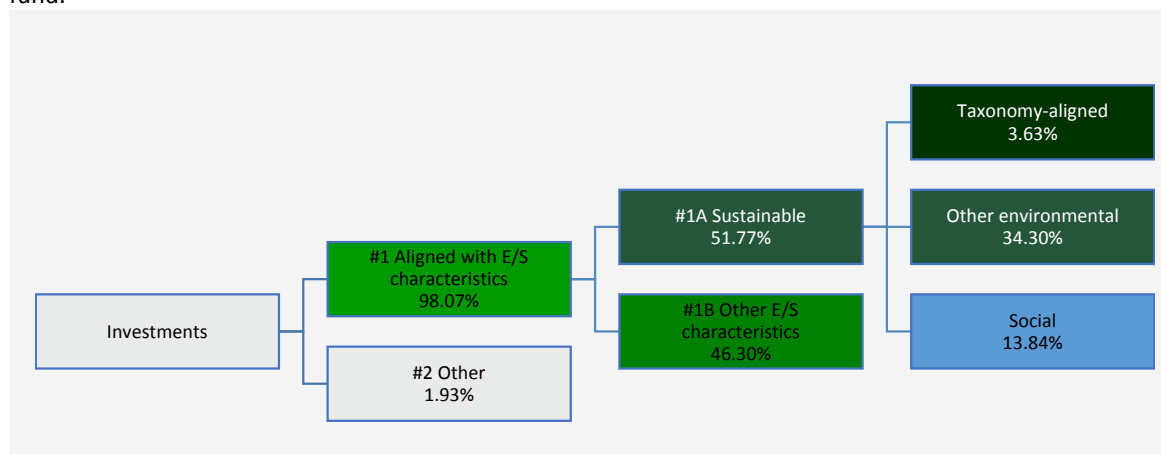 fund.
Taxonomy-aligned
3.63%
#1A Sustainable
51.77%
Other environmental
34.30%
#1 Aligned with E/S
characteristics
98.07%
Investments
#1B Other E/S
characteristics
46.30%
Social
13.84%
#2 Other
1.93%